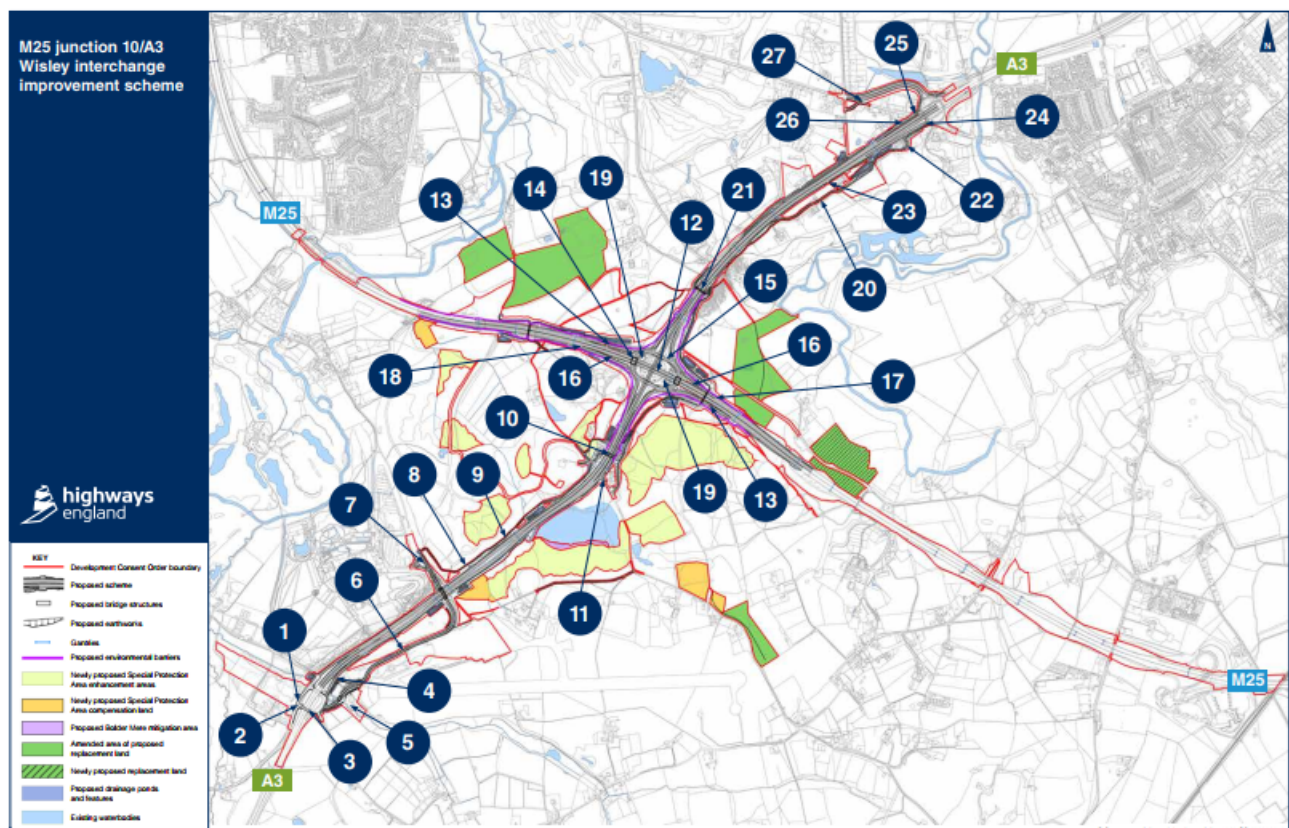 M25 junction 10/A3
Wisley interchange
improvement scheme
highways
england
KEY
Development Consent Order boundary
Proposed scheme
Proposed bridge structures
Proposed earthworks
Gantries
Proposed environmental barriers
Newly proposed Special Protection
Area enhancement areas
Newly proposed Special Protection
Area compensation land
Proposed Bolder Mere mitigation area
Amended area of proposed
replacement land
Newly proposed replacement land
Proposed drainage ponds
and features
Existing waterbodies
N
25
27
A3
26
24
14
19
13
21
12
M25
22
23
15
20
16
18
16
17
10
8
9
19
13
7
6
11
1
4
M25
2
3
5
A3